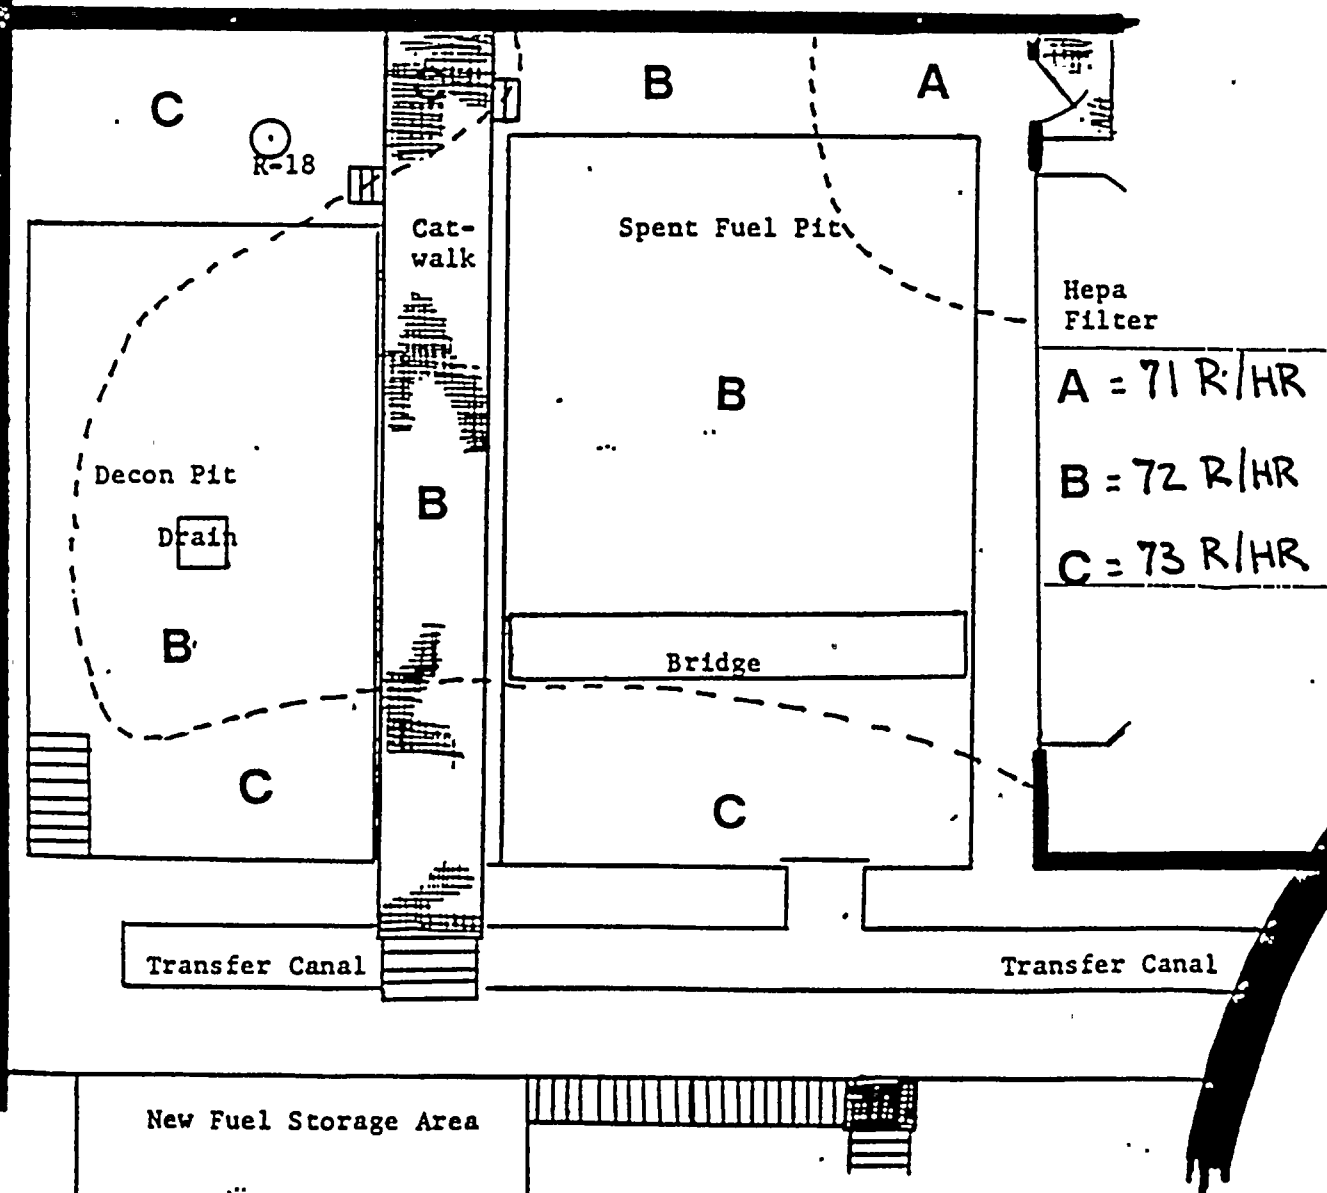 B
A
C
R-18
Cat-
walk
Spent Fuel Pit
Hepa
Filter
A = 71 R/HR
B
Decon Pit
B = 72 R/HR
B
Drain
C = 73 R/HR
B
Bridge
C
C
Transfer Canal
Transfer Canal
New Fuel Storage Area